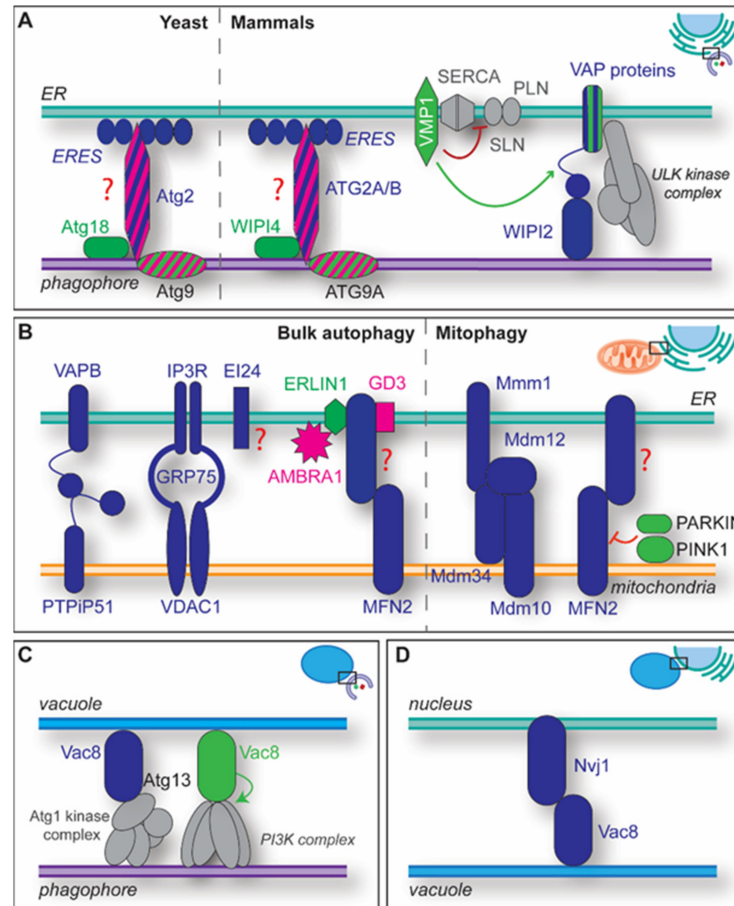 A
Yeast
Mammals
ER
ERES
?
Atg2
Atg18
Atg9
phagophore
ERES
?
ATG2A/B
WIPI4
ATG9A
VMP1
SERCA
PLN
SLN
VAP proteins
ULK kinase
complex
WIPI2
B
Bulk autophagy
Mitophagy
VAPB
IP3R
EI24
ERLIN1
GD3
?
AMBRA1
?
GRP75
PTPiP51
VDAC1
MFN2
ER
Mmm1
Mdm12
?
PARKIN
PINK1
Mdm34
Mdm10
MFN2
mitochondria
C
vacuole
Vac8
Atg13
Atg1 kinase
complex
Vac8
PI3K complex
phagophore
D
nucleus
Nvj1
Vac8
vacuole